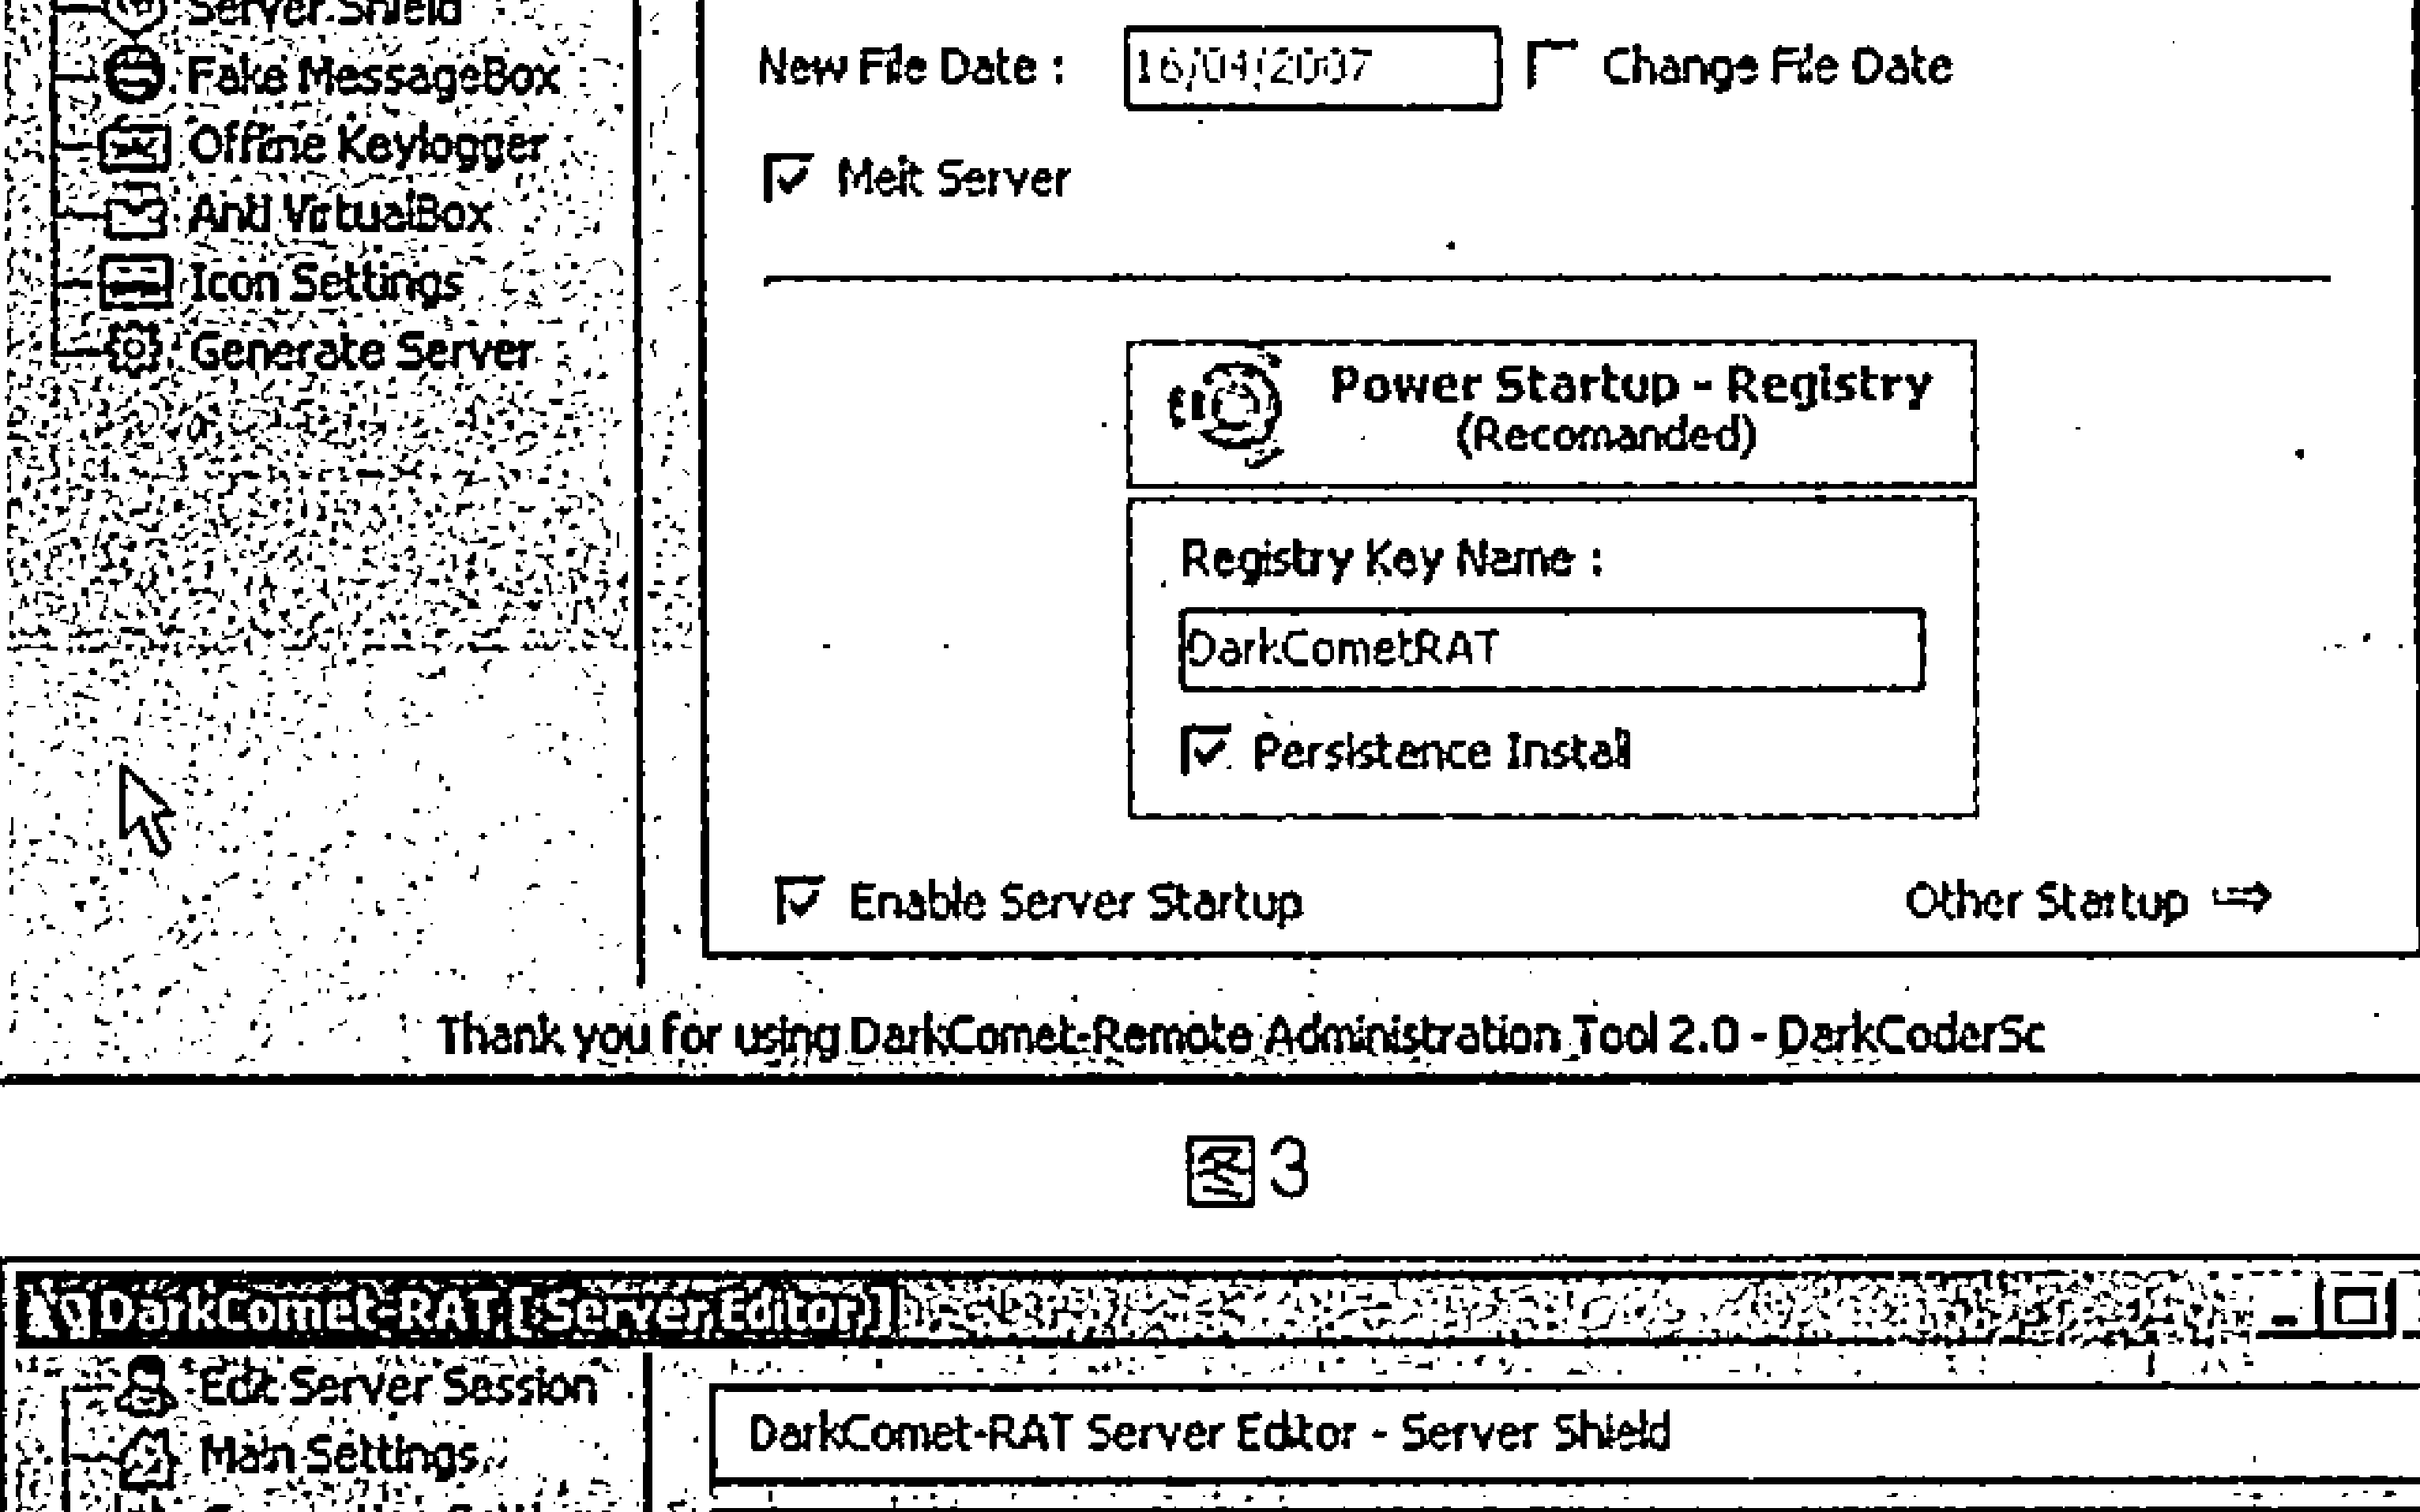 Server Shield
Fake MessageBox
Offline Keylogger
Anti VirtualBox
Icon Settings
Generate Server
New File Date :
16/04/2007
Change File Date
Melt Server
Power Startup - Registry
(Recomanded)
Registry Key Name :
DarkCometRAT
Persistence Install
Enable Server Startup
Other Startup ⇒
Thank you for using DarkComet-Remote Administration Tool 2.0 - DarkCoderSc
图3
DarkComet-RAT [ Server Editor ]
Edit Server Session
Main Settings
DarkComet-RAT Server Editor - Server Shield